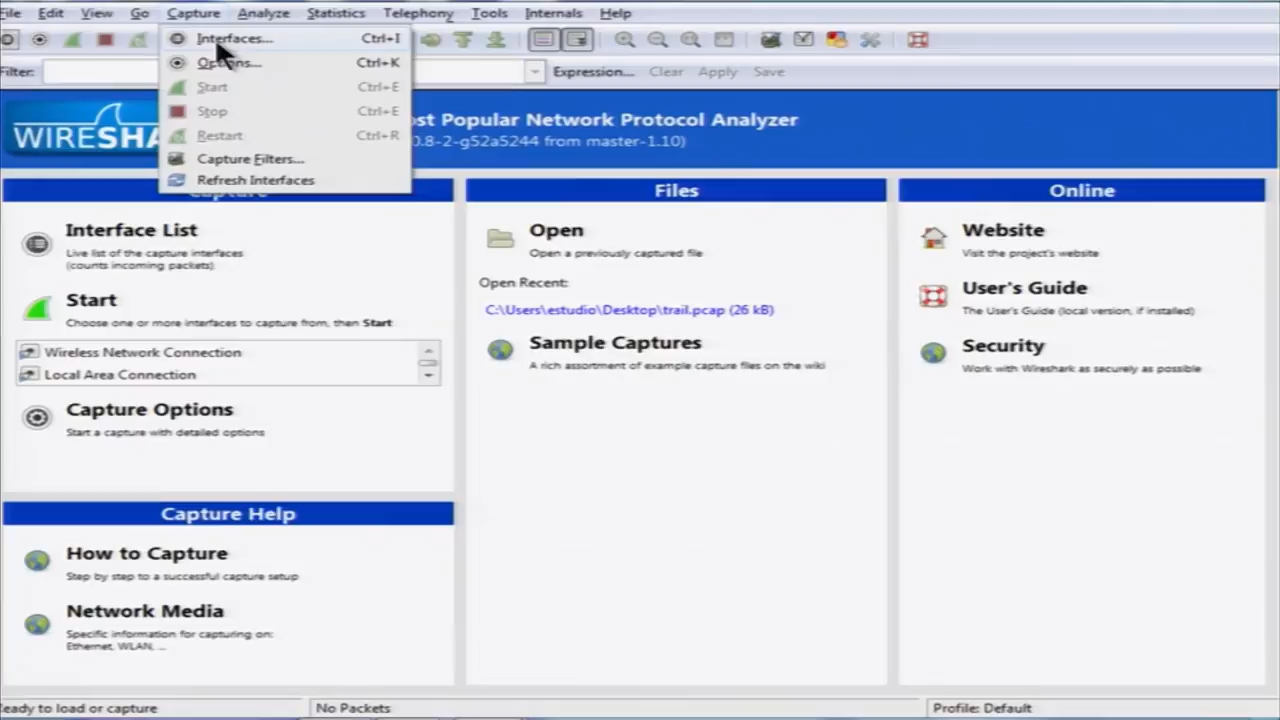 File Edit View Go Capture Analyze Statistics Telephony Tools Internals Help
Interfaces... Ctrl+I
Options... Ctrl+K
Start Ctrl+E
Stop Ctrl+E
Restart Ctrl+R
Capture Filters...
Refresh Interfaces
Filter: Expression... Clear Apply Save
WIRESHA
ost Popular Network Protocol Analyzer
0.8-2-g52a5244 from master-1.10)
Capture
Interface List
Live list of the capture interfaces
(counts incoming packets)
Start
Choose one or more interfaces to capture from, then Start
Wireless Network Connection
Local Area Connection
Capture Options
Start a capture with detailed options
Capture Help
How to Capture
Step by step to a successful capture setup
Network Media
Specific information for capturing on:
Ethernet, WLAN, ...
Files
Open
Open a previously captured file
Open Recent:
C:\Users\estudio\Desktop\trail.pcap (26 kB)
Sample Captures
A rich assortment of example capture files on the wiki
Online
Website
Visit the project's website
User's Guide
The User's Guide (local version, if installed)
Security
Work with Wireshark as securely as possible
eady to load or capture
No Packets
Profile: Default